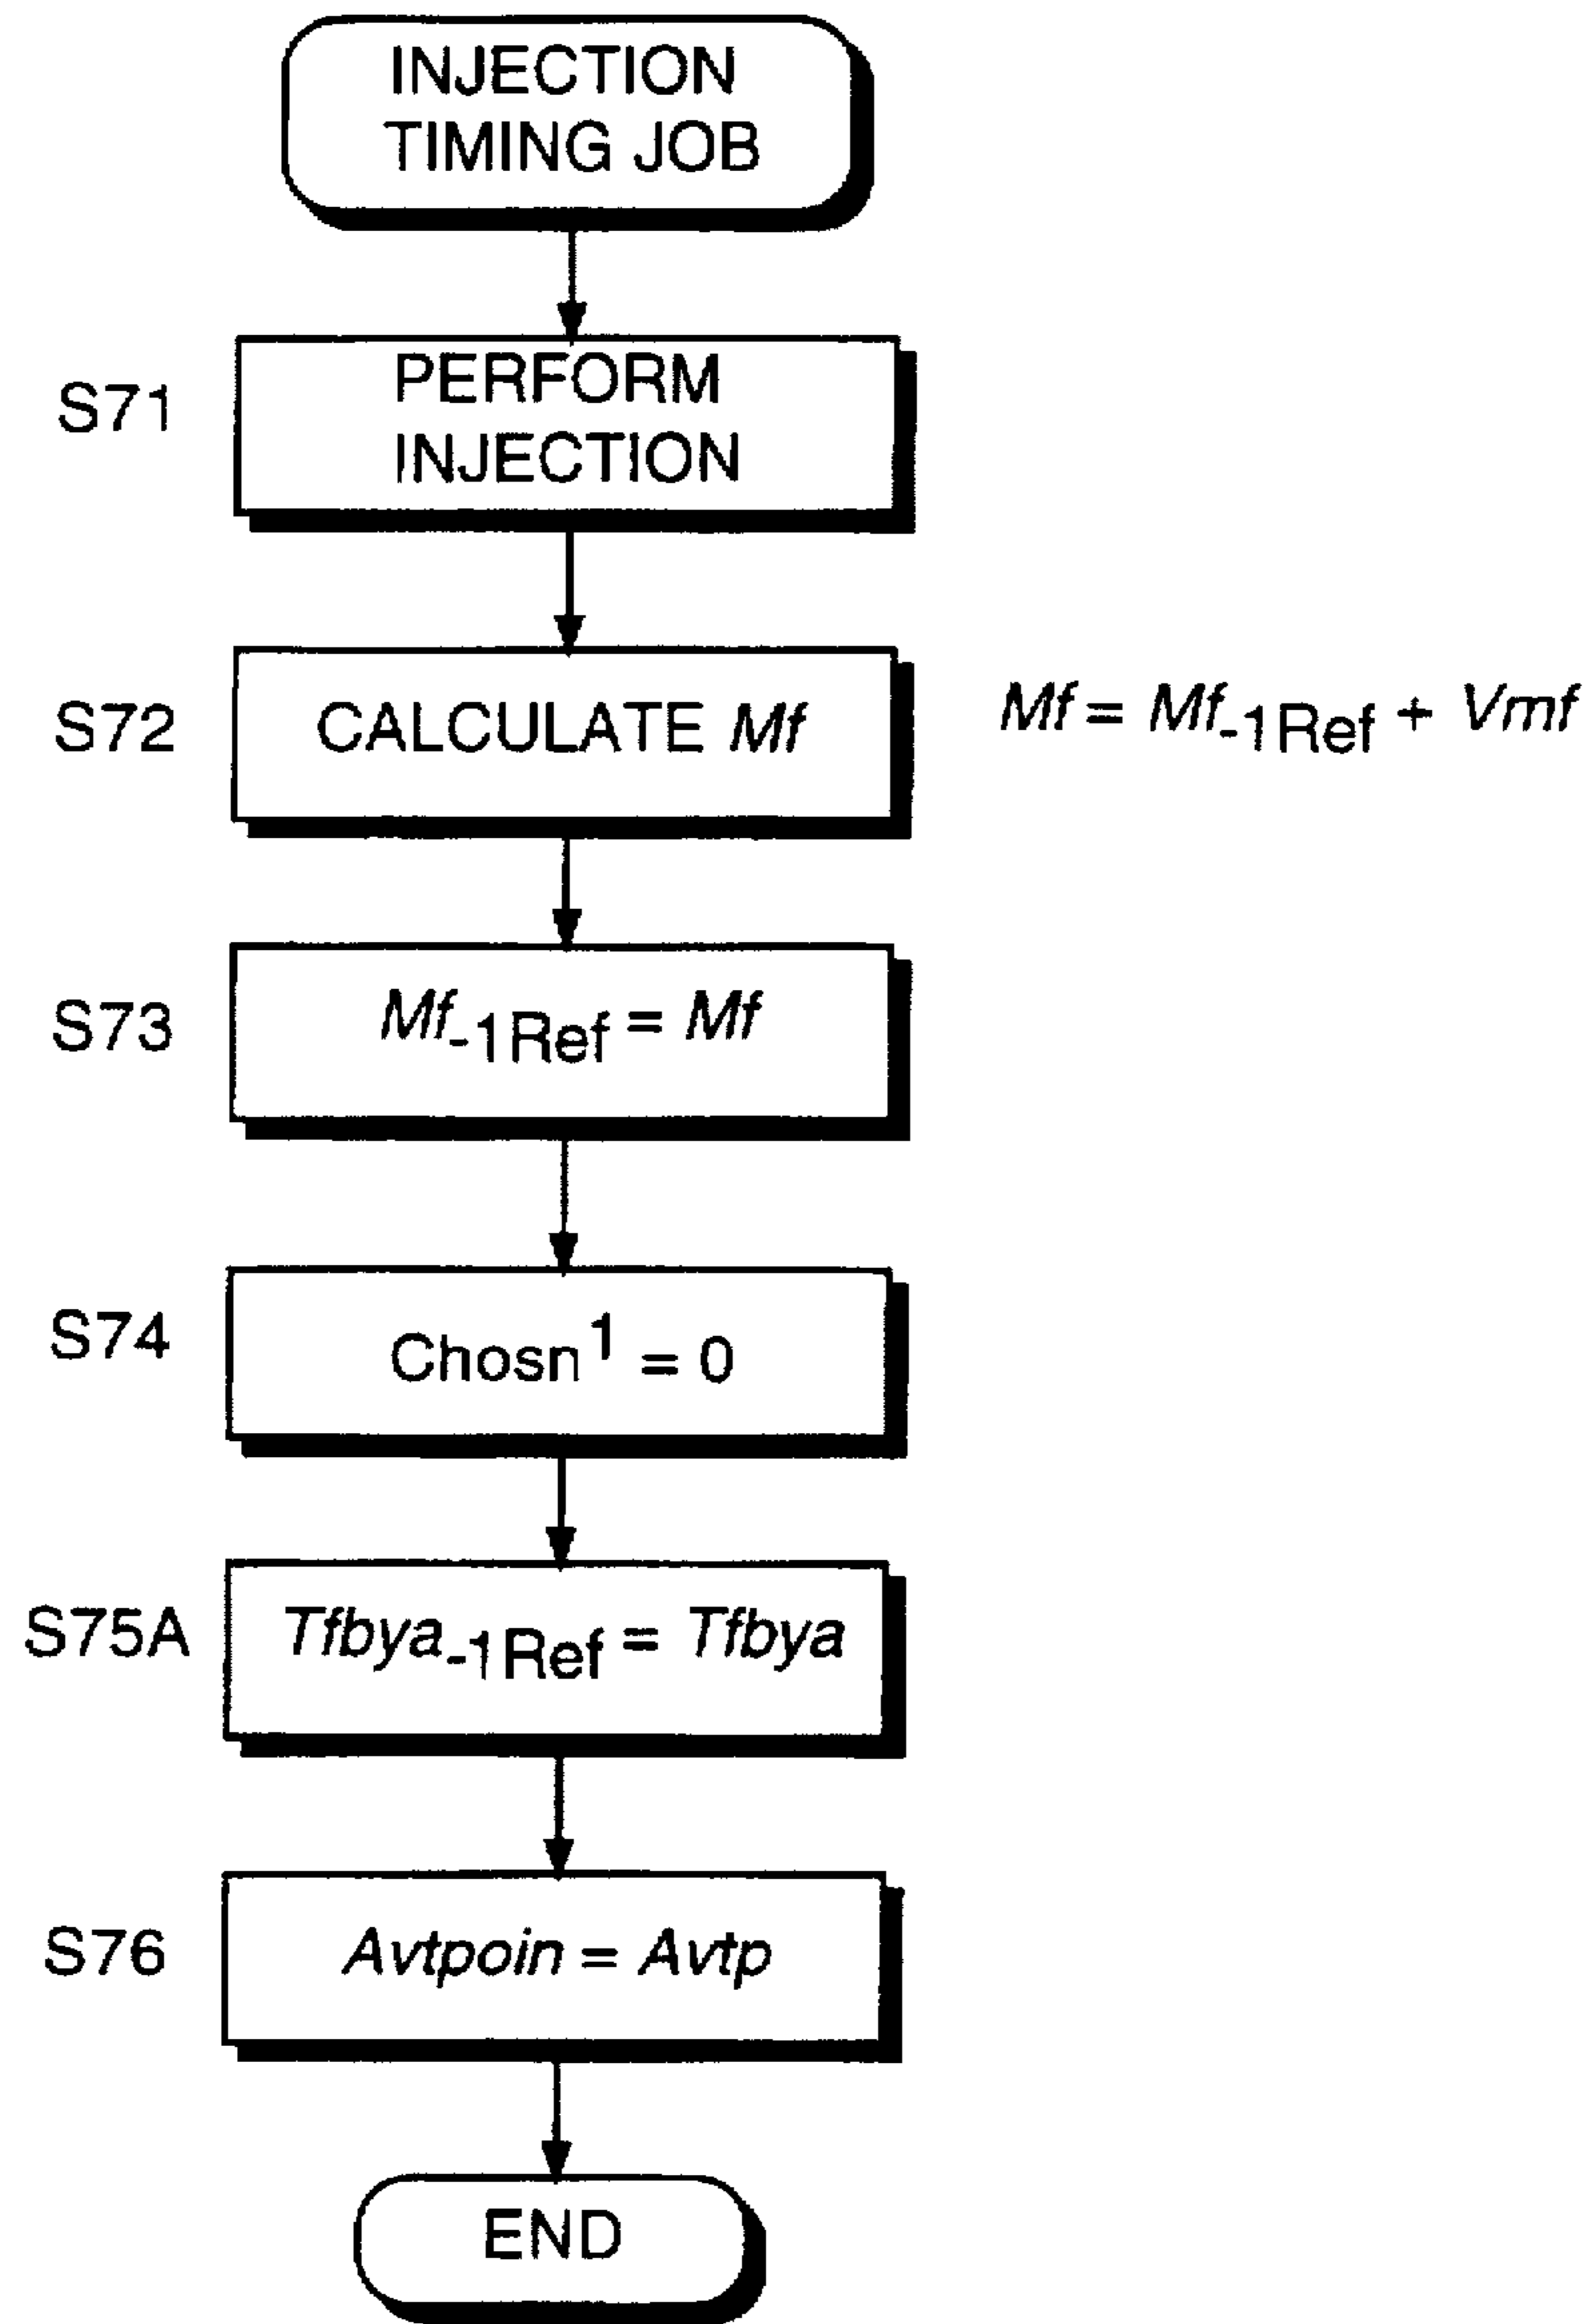 INJECTION
TIMING JOB
S71
PERFORM
INJECTION
S72
CALCULATE Mf
Mf = Mf-1Ref + Vmf
S73
Mf-1Ref = Mf
S74
Chosn1 = 0
S75A
Tfbya-1Ref = Tfbya
S76
Avtpoin = Avtp
END